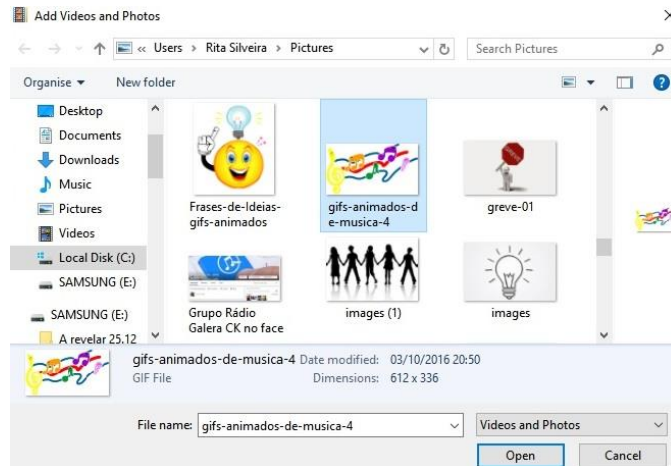 Add Videos and Photos
« Users › Rita Silveira › Pictures
Search Pictures
Organise
New folder
Desktop
Documents
Downloads
Music
Pictures
Videos
Local Disk (C:)
SAMSUNG (E:)
SAMSUNG (E:)
A revelar 25.12
Frases-de-Ideias-
gifs-animados
gifs-animados-d
e-musica-4
greve-01
Grupo Rádio
Galera CK no face
images (1)
images
gifs-animados-de-musica-4 Date modified: 03/10/2016 20:50
GIF File Dimensions: 612 x 336
File name: gifs-animados-de-musica-4 Videos and Photos
Open Cancel